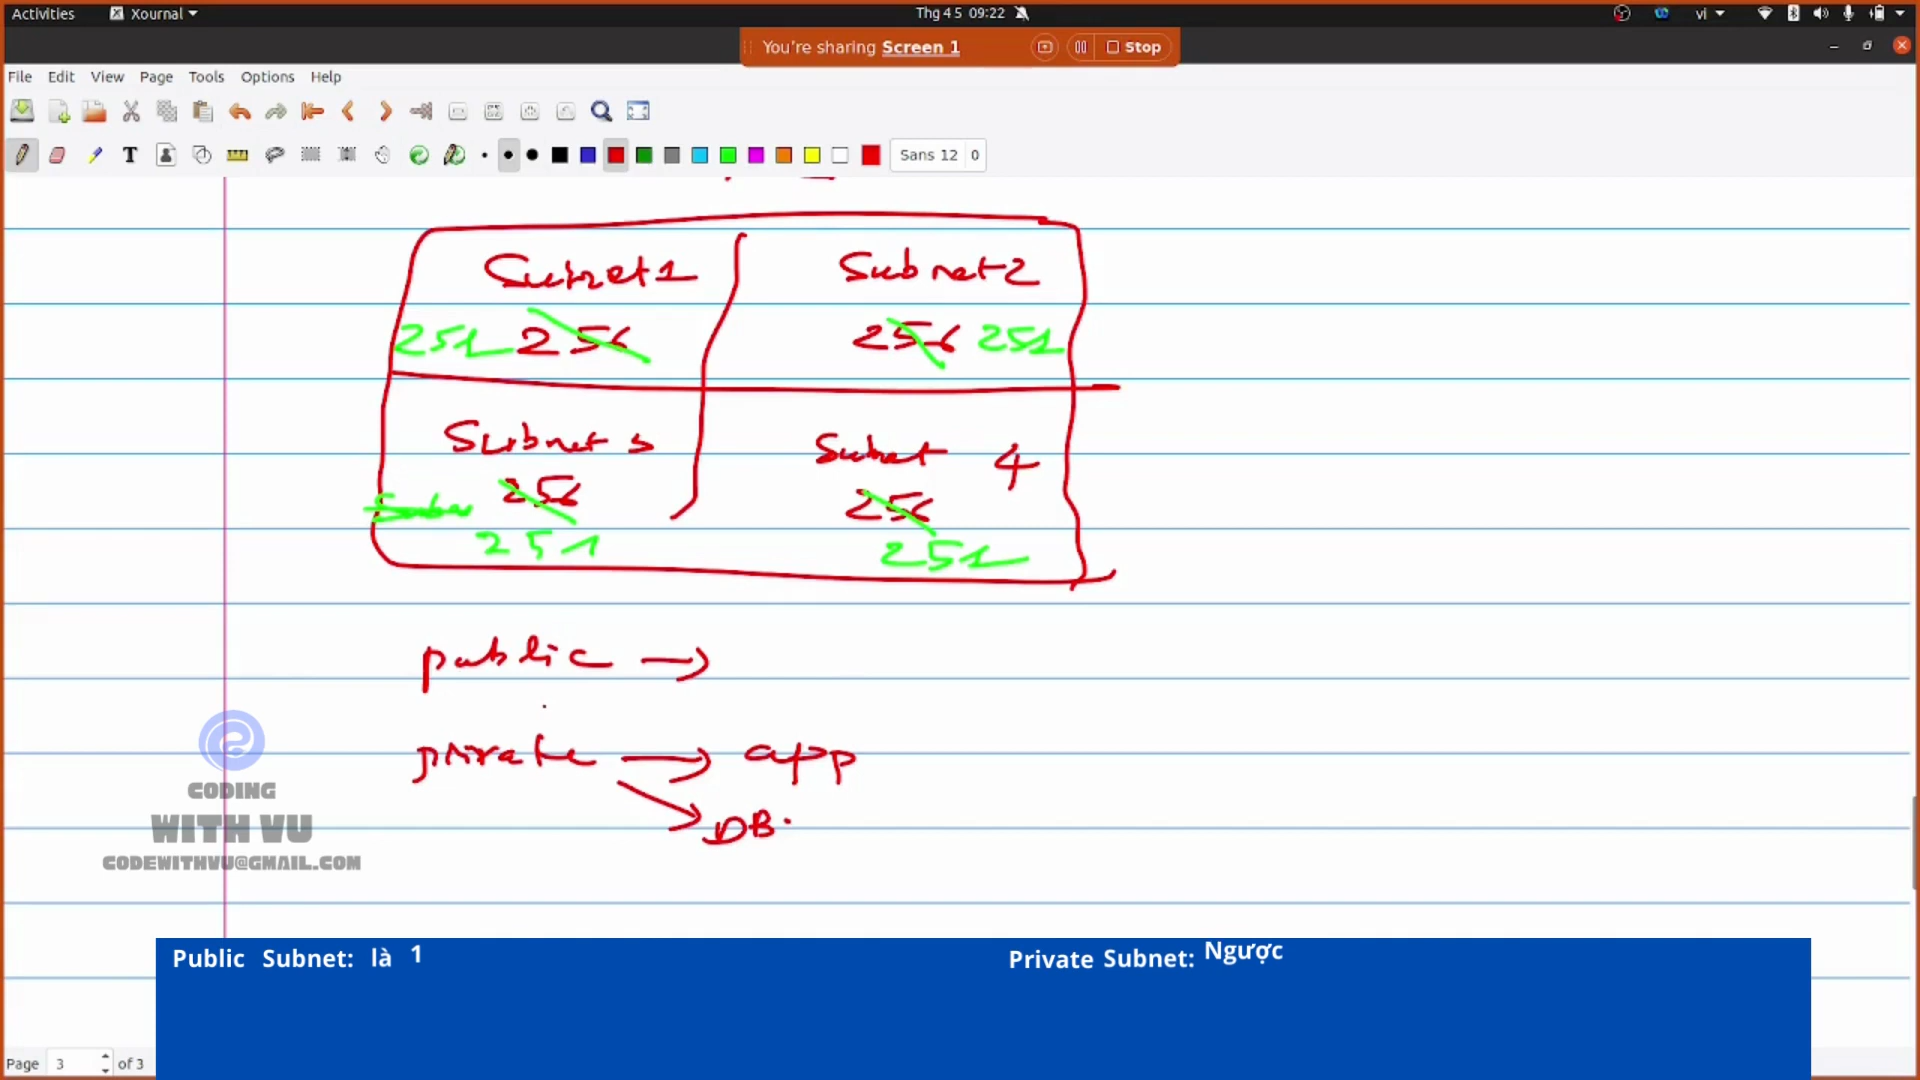 Activities Xournal Thg 4 5 09:22 vi
You're sharing Screen 1 Stop
File Edit View Page Tools Options Help
T Sans 12 0
Subnet1 Subnet2
251 256 256 251
Subnet 3 Subnet 4
256 256
251 251
public →
private → app
DB.
CODING
WITH VU
CODEWITHVU@GMAIL.COM
Public Subnet: là 1 Private Subnet: Ngược
Page 3 of 3